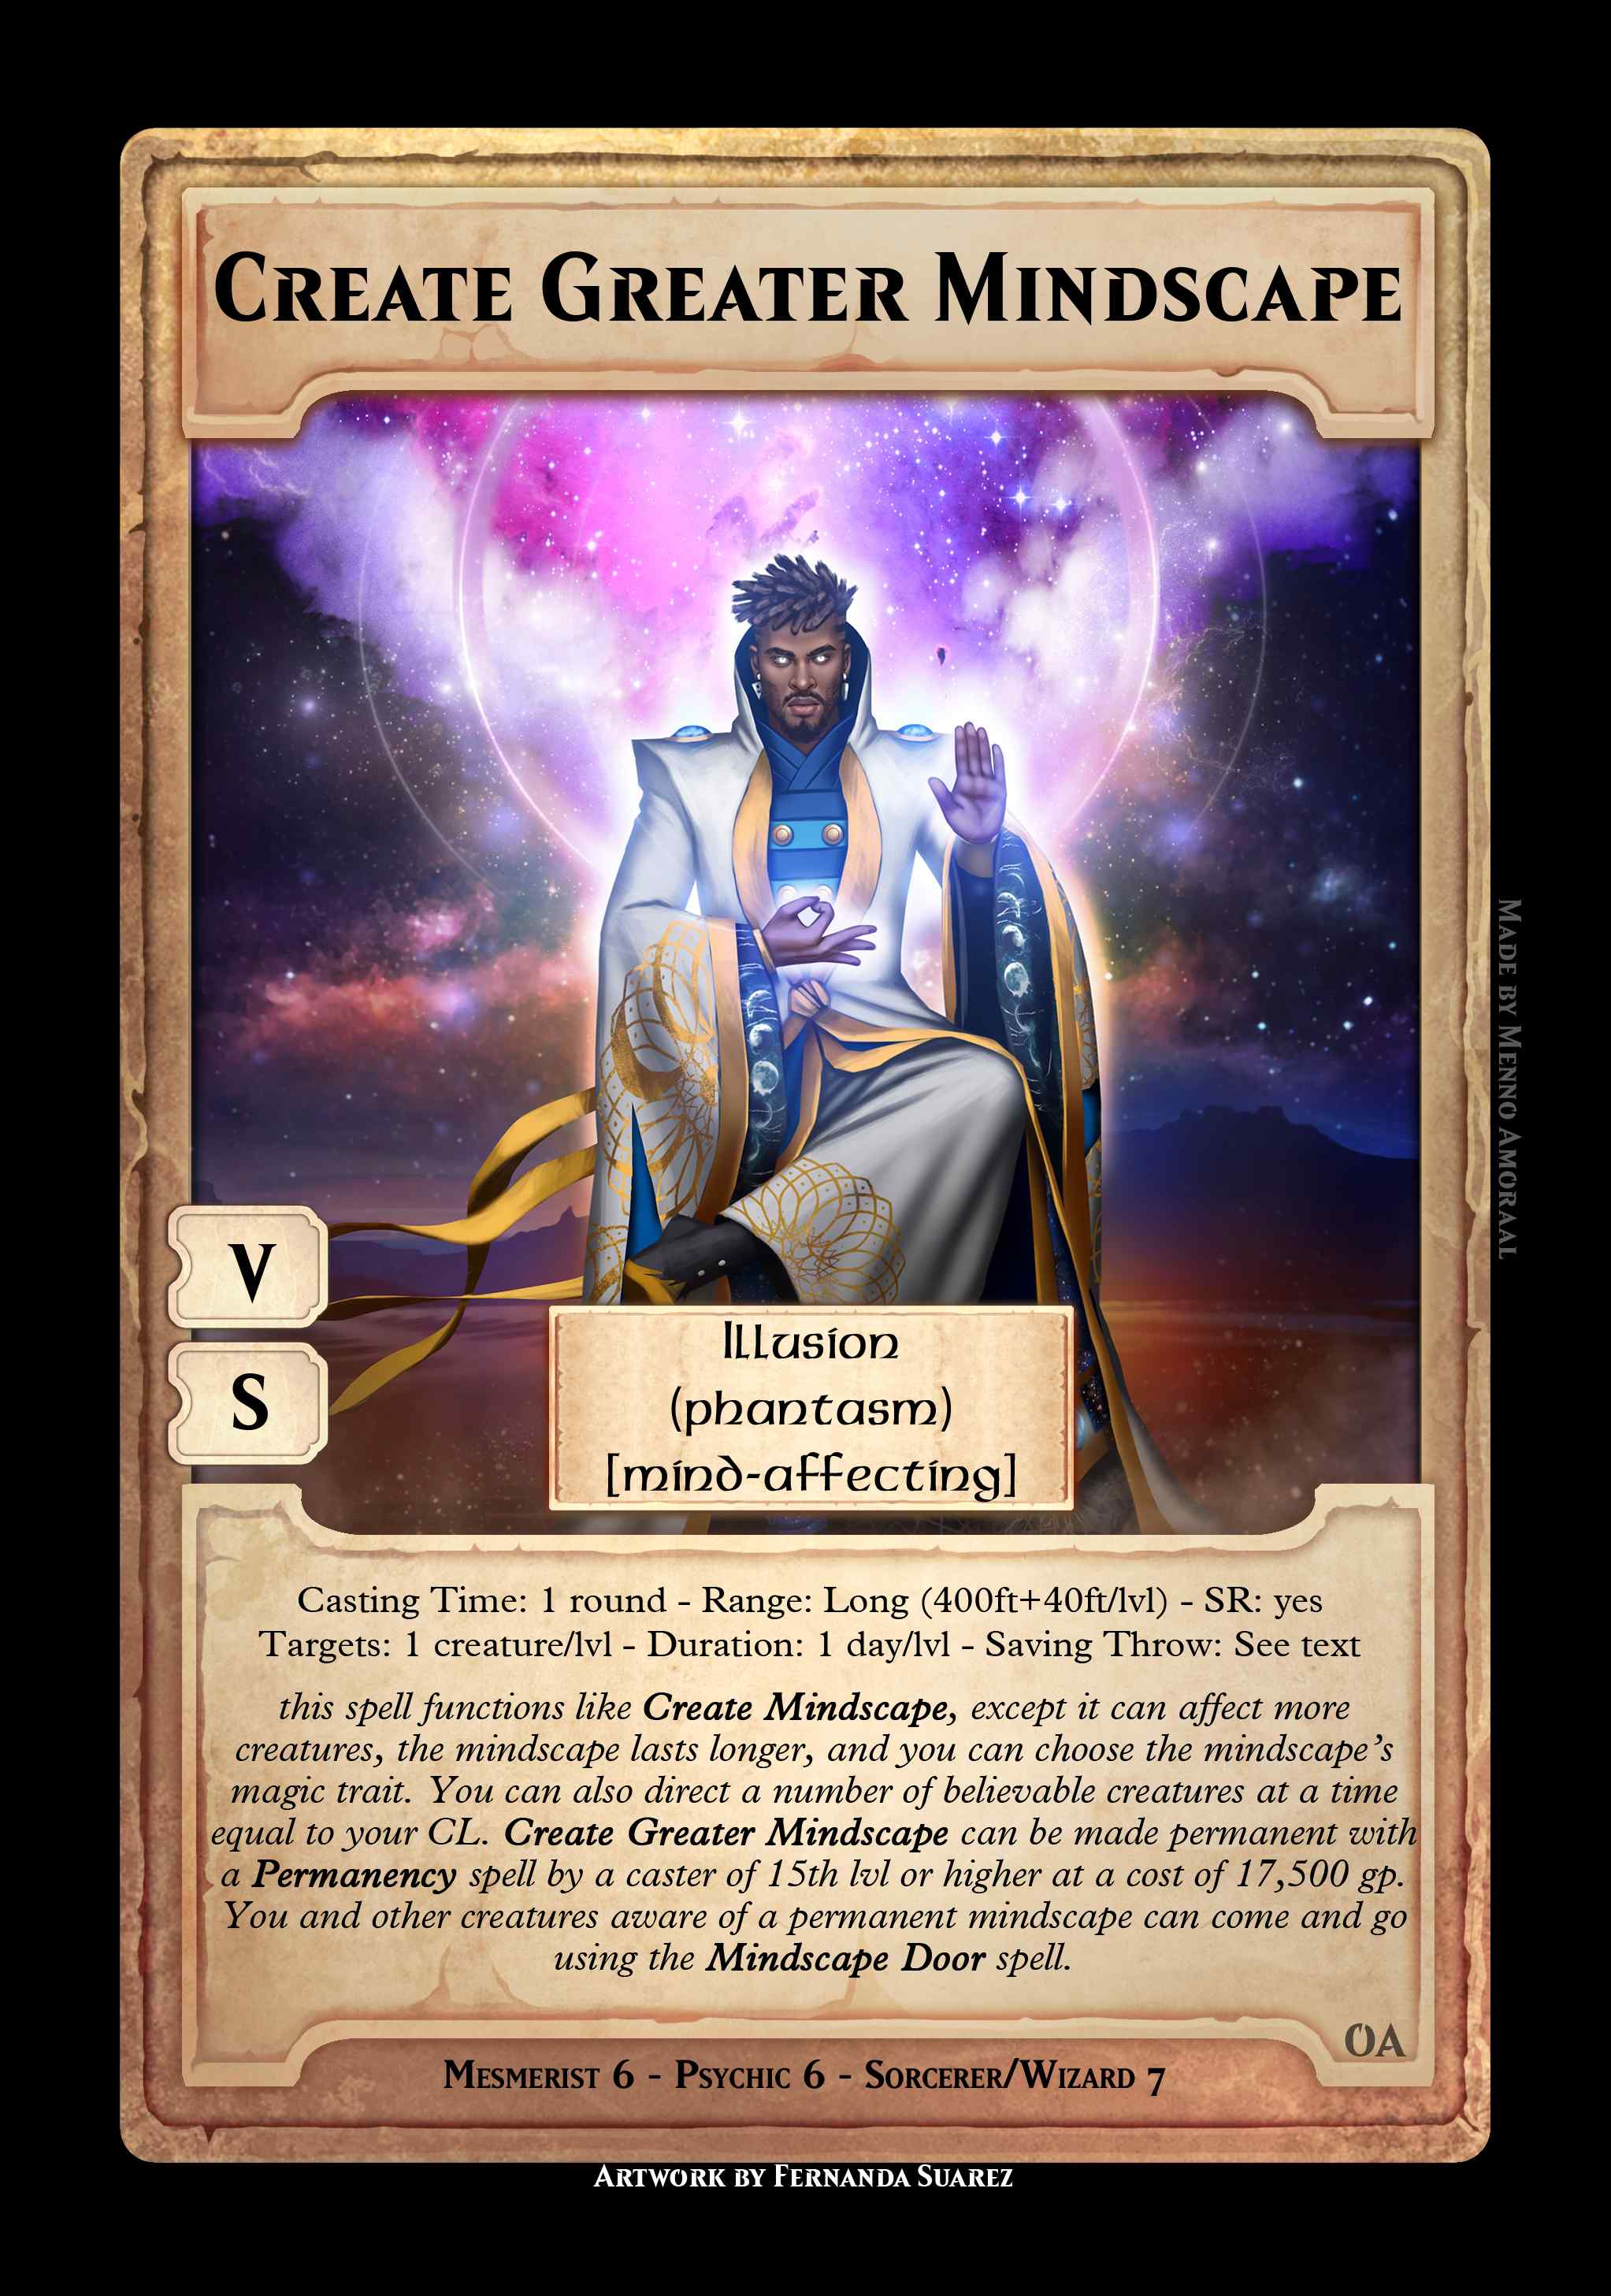 Create Greater Mindscape
V
S
Illusion
(phantasm)
[mind-affecting]
Casting Time: 1 round - Range: Long (400ft+40ft/lvl) - SR: yes
Targets: 1 creature/lvl - Duration: 1 day/lvl - Saving Throw: See text
this spell functions like Create Mindscape, except it can affect more
creatures, the mindscape lasts longer, and you can choose the mindscape's
magic trait. You can also direct a number of believable creatures at a time
equal to your CL. Create Greater Mindscape can be made permanent with
a Permanency spell by a caster of 15th lvl or higher at a cost of 17,500 gp.
You and other creatures aware of a permanent mindscape can come and go
using the Mindscape Door spell.
OA
Mesmerist 6 - Psychic 6 - Sorcerer/Wizard 7
Artwork by Fernanda Suarez
Made by Menno Amoraal